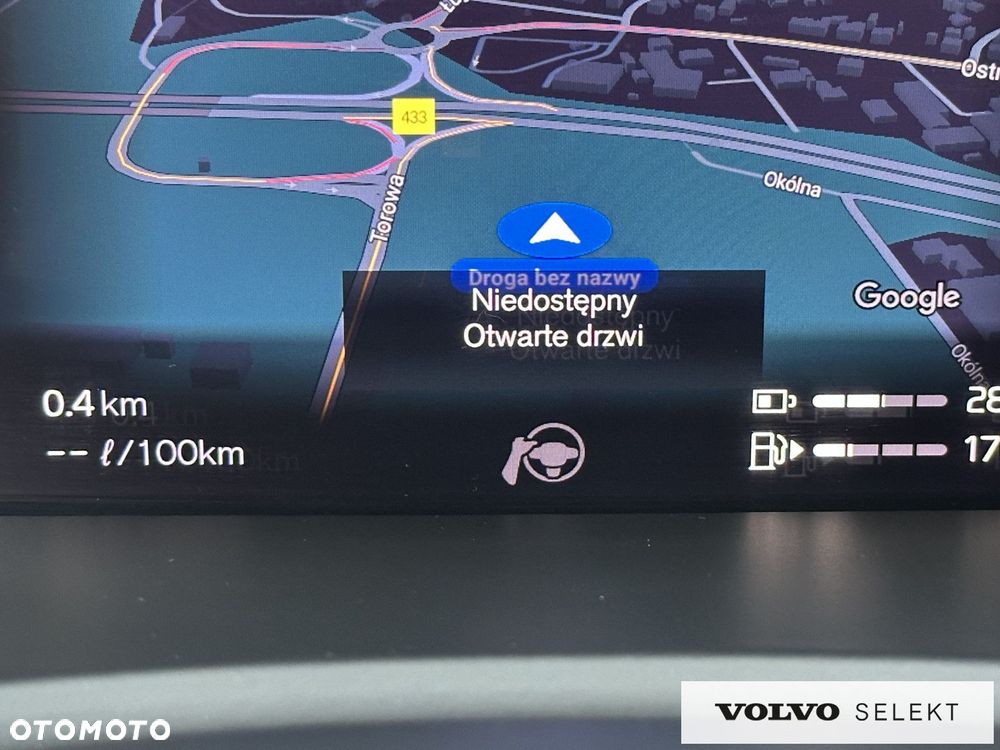 Ostr
433
Torowa
Okólna
Droga bez nazwy
Niedostępny
Otwarte drzwi
Google
Okólna
0.4 km
28
-- ℓ/100km
17
OTOMOTO
VOLVO SELEKT